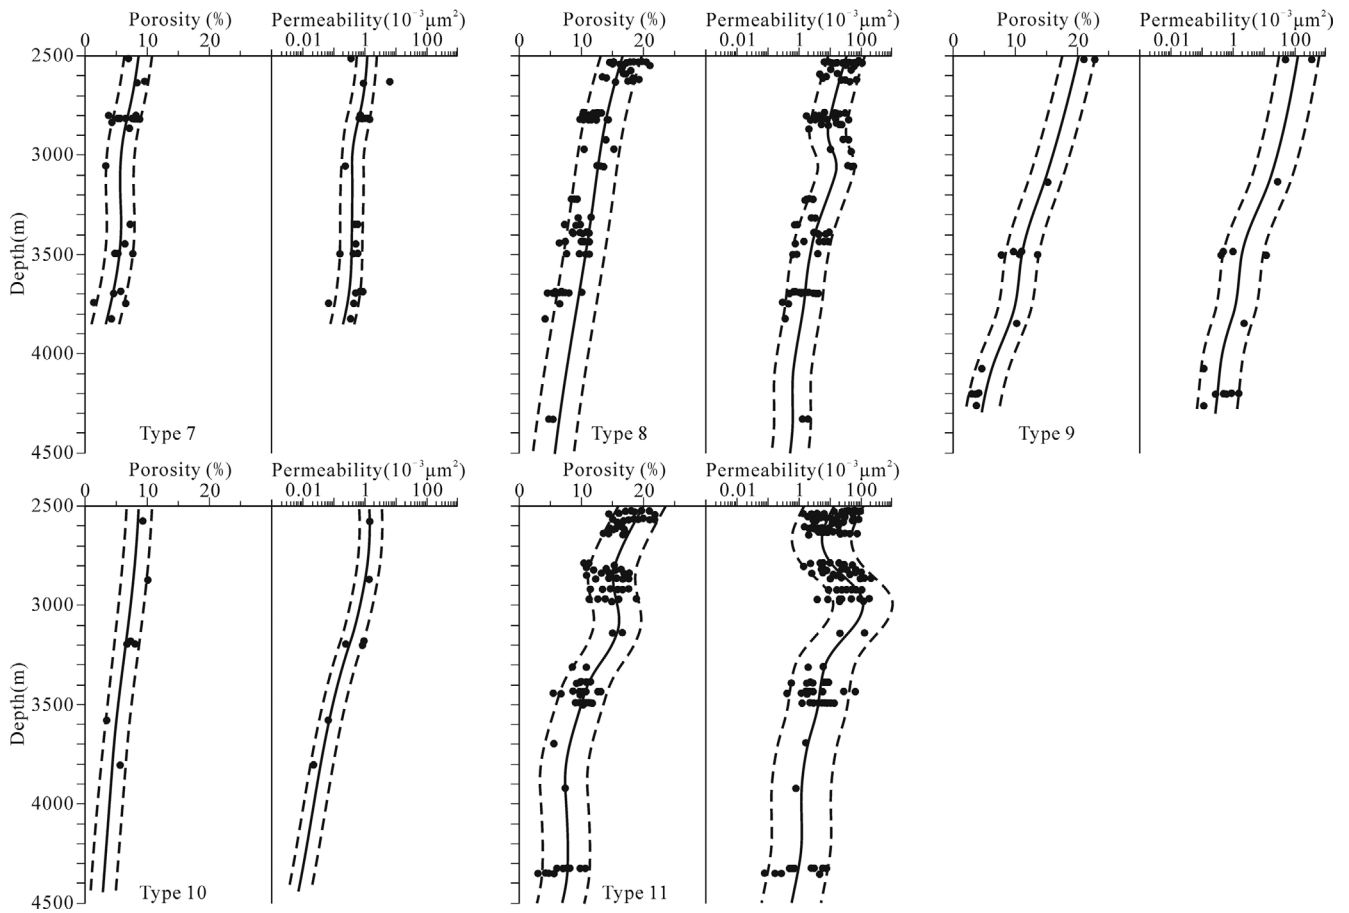 Porosity (%) Permeability(10⁻³μm²) Porosity (%) Permeability(10⁻³μm²) Porosity (%) Permeability(10⁻³μm²)
0 10 20 0.01 1 100 0 10 20 0.01 1 100 0 10 20 0.01 1 100
2500
3000
Depth(m)
3500
4000
Type 7 Type 8 Type 9
4500
Porosity (%) Permeability(10⁻³μm²) Porosity (%) Permeability(10⁻³μm²)
0 10 20 0.01 1 100 0 10 20 0.01 1 100
2500
3000
Depth(m)
3500
4000
Type 10 Type 11
4500